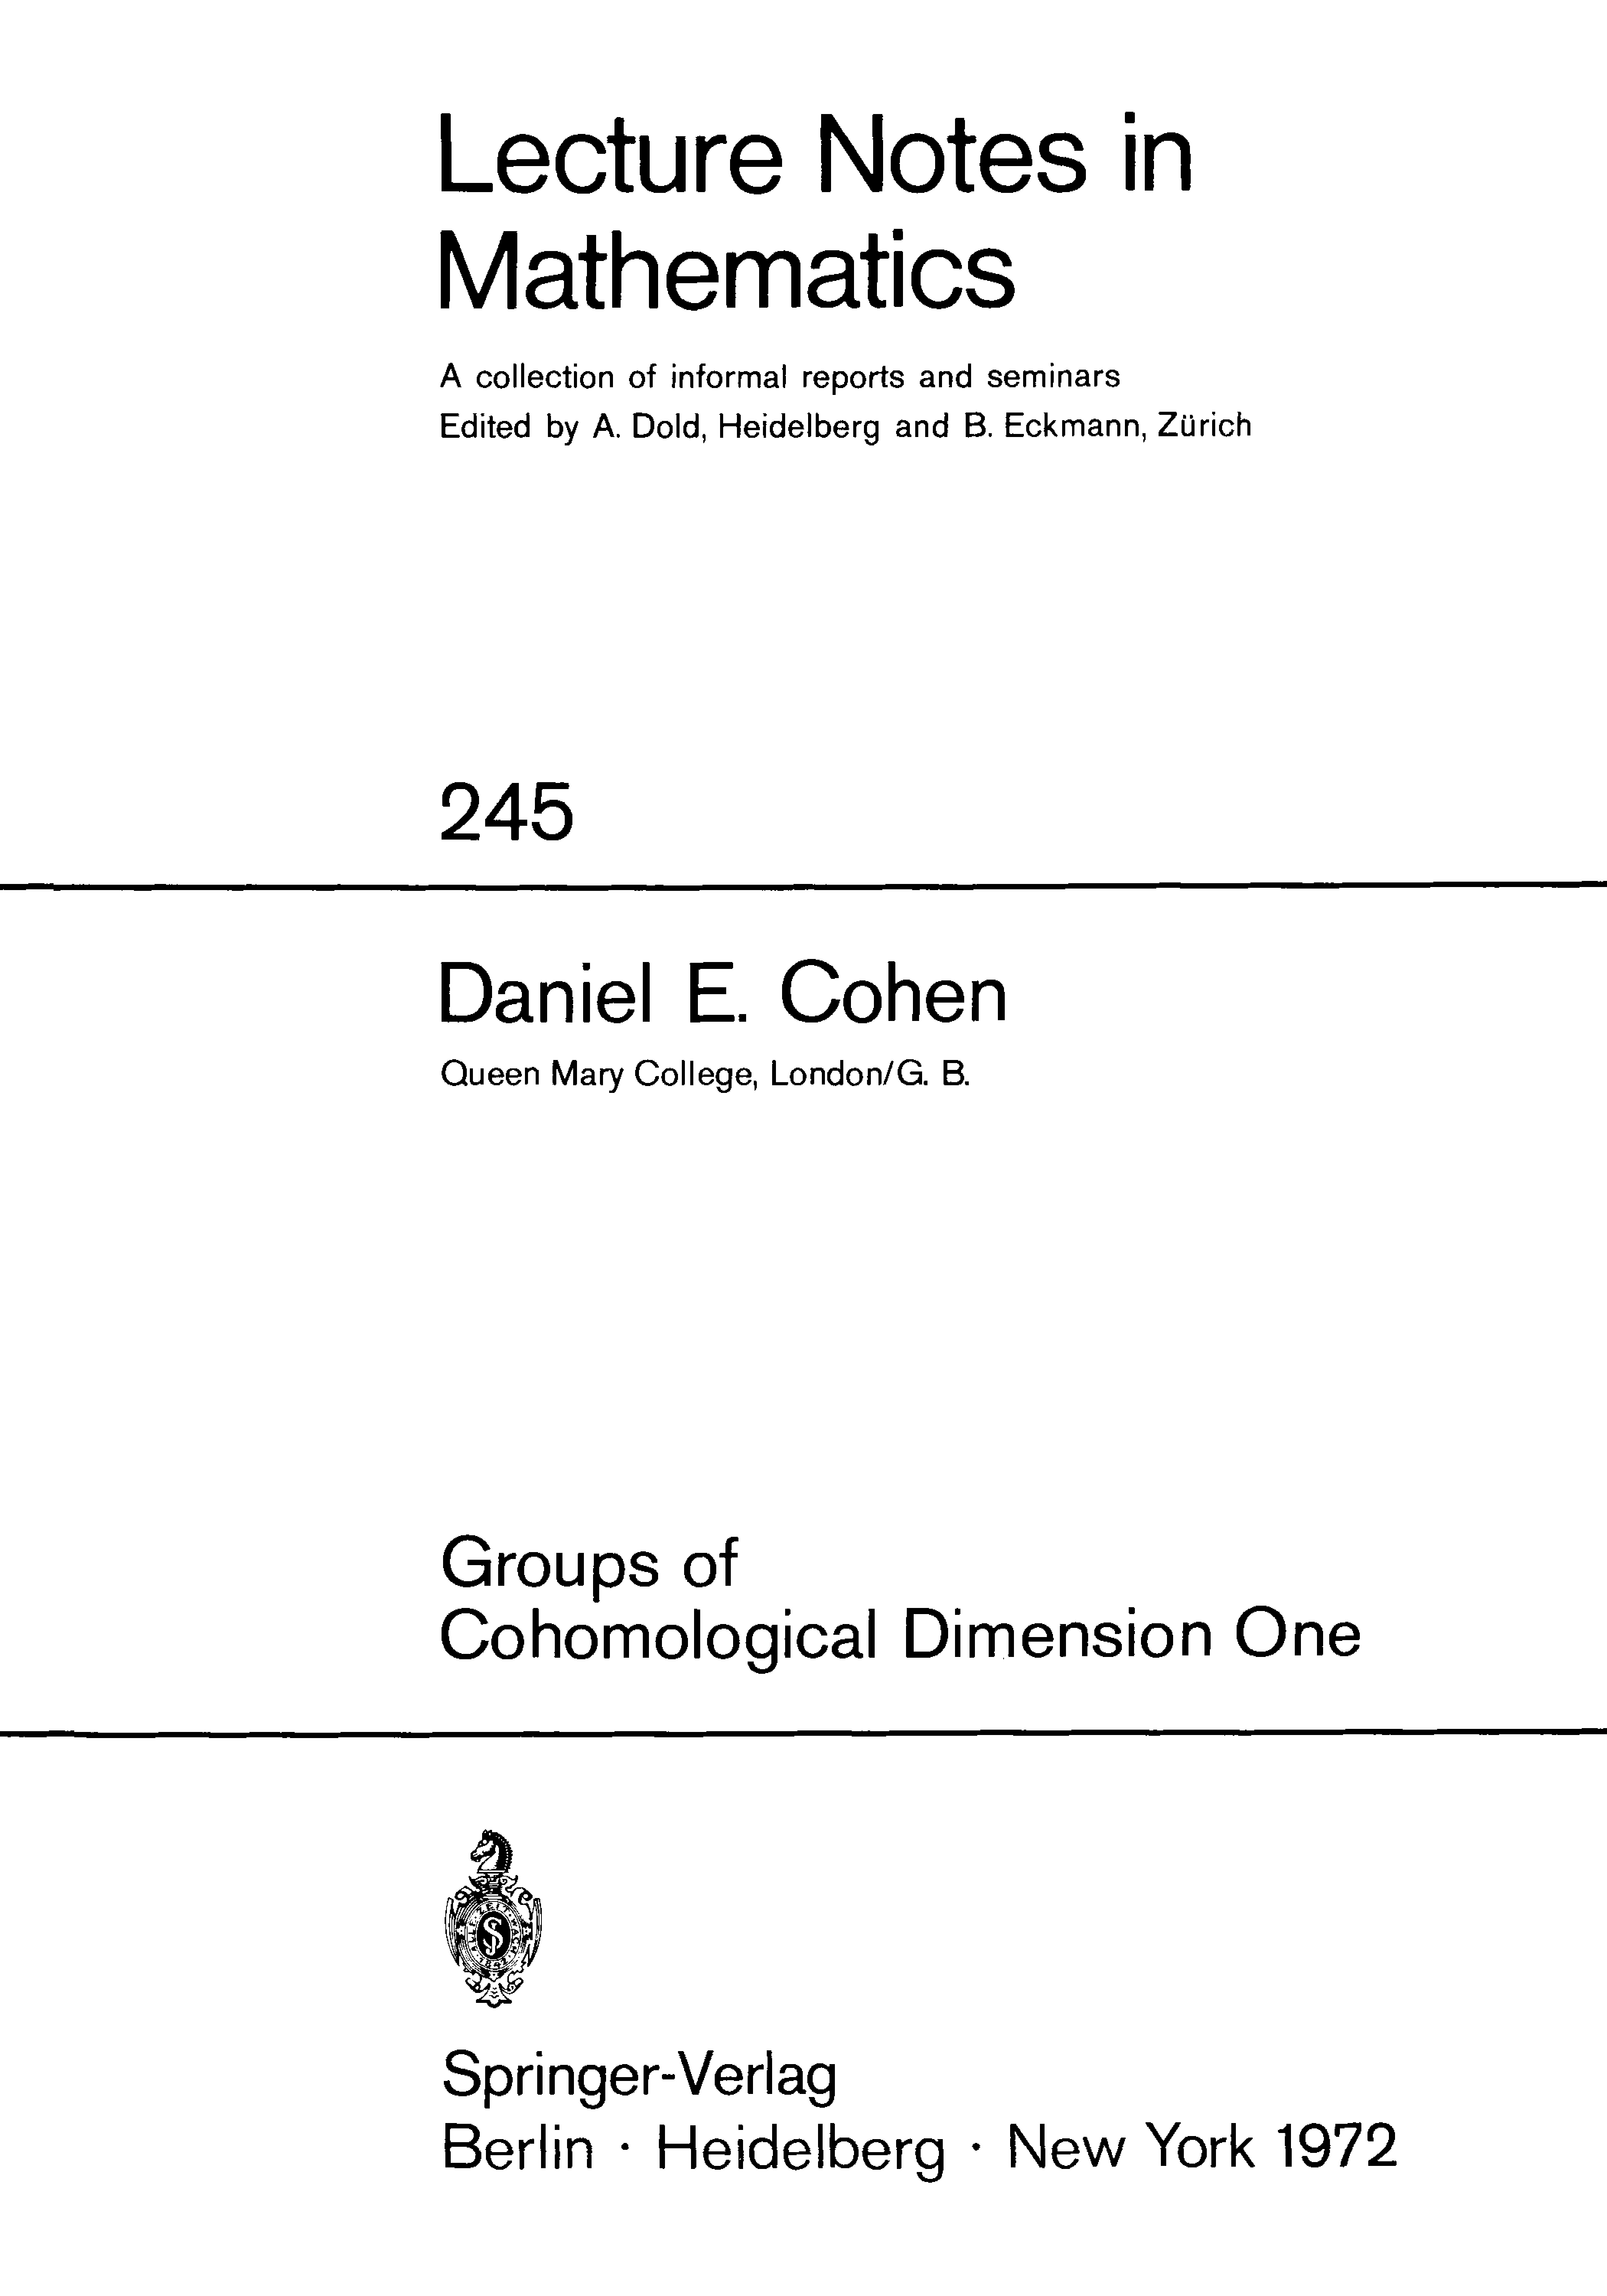 Lecture Notes in
Mathematics
A collection of informal reports and seminars
Edited by A. Dold, Heidelberg and B. Eckmann, Zürich
245
Daniel E. Cohen
Queen Mary College, London/G. B.
Groups of
Cohomological Dimension One
Springer-Verlag
Berlin · Heidelberg · New York 1972